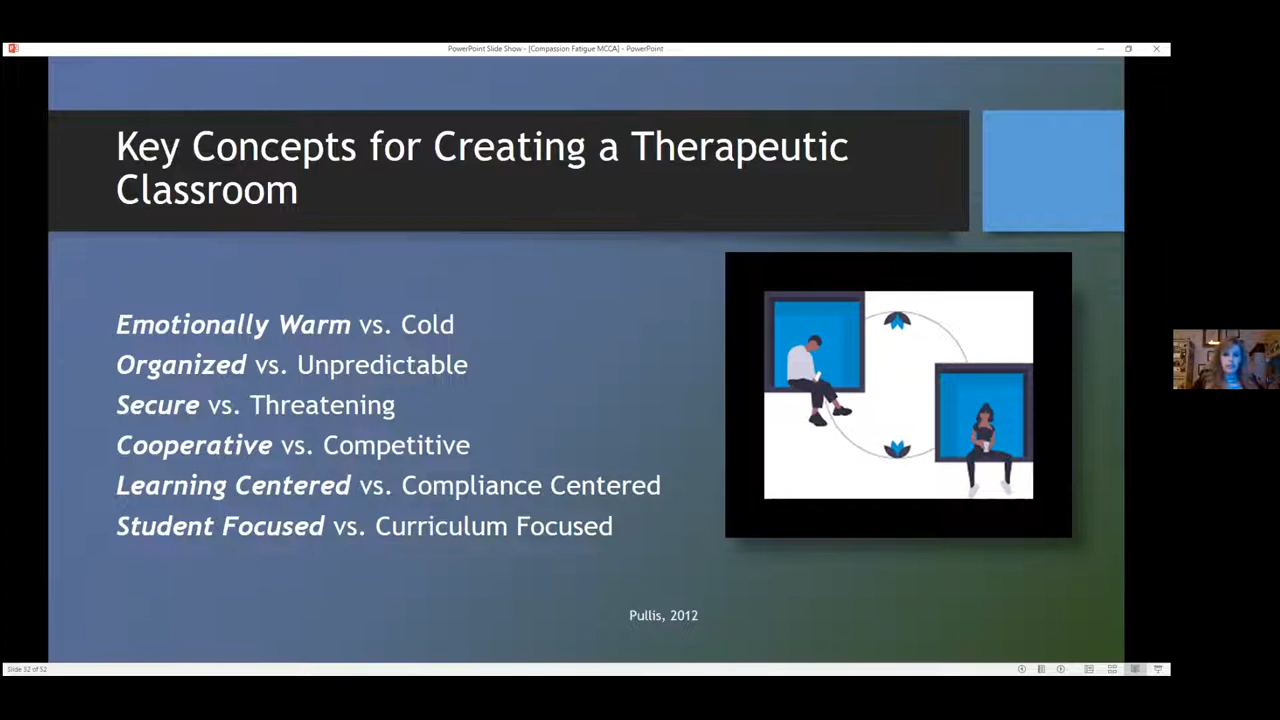 PowerPoint Slide Show - [Compassion Fatigue MCCA] - PowerPoint
Key Concepts for Creating a Therapeutic
Classroom
Emotionally Warm vs. Cold
Organized vs. Unpredictable
Secure vs. Threatening
Cooperative vs. Competitive
Learning Centered vs. Compliance Centered
Student Focused vs. Curriculum Focused
Pullis, 2012
Slide 32 of 52